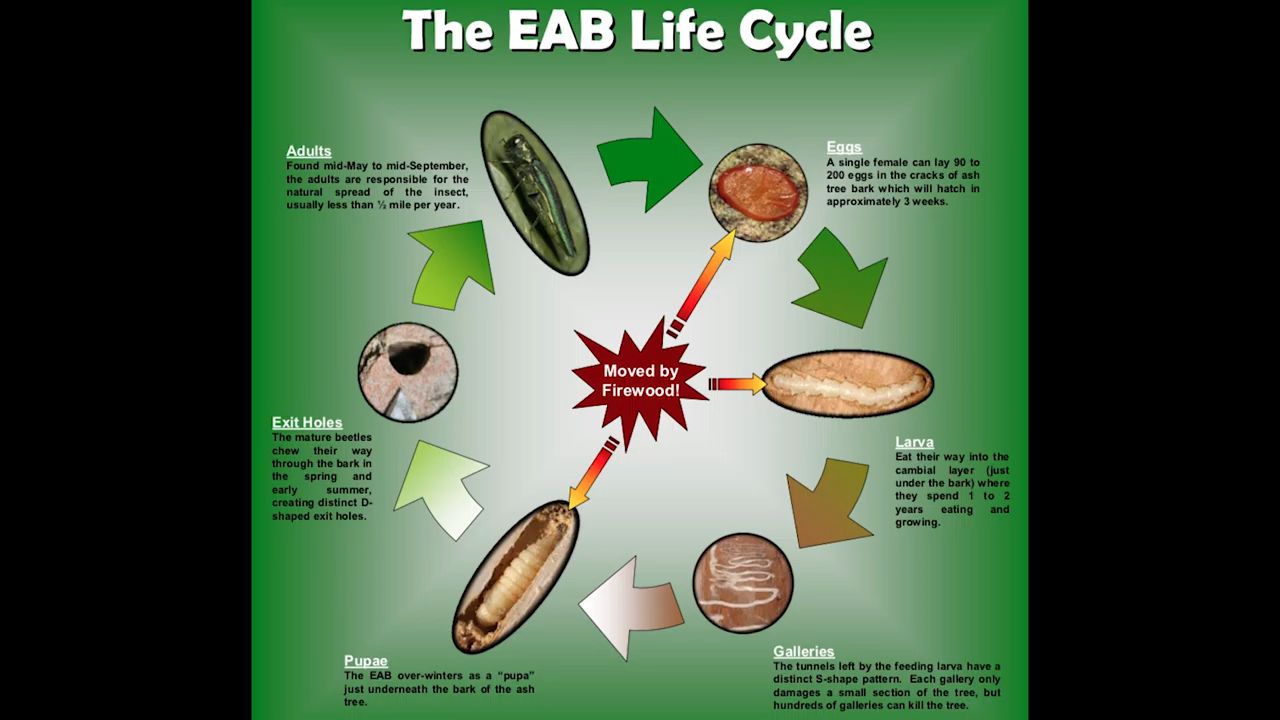 The EAB Life Cycle
Adults
Found mid-May to mid-September,
the adults are responsible for the
natural spread of the insect,
usually less than ½ mile per year.
Eggs
A single female can lay 90 to
200 eggs in the cracks of ash
tree bark which will hatch in
approximately 3 weeks.
Moved by
Firewood!
Exit Holes
The mature beetles
chew their way
through the bark in
the spring and
early summer,
creating distinct D-
shaped exit holes.
Larva
Eat their way into the
cambial layer (just
under the bark) where
they spend 1 to 2
years eating and
growing.
Pupae
The EAB over-winters as a “pupa”
just underneath the bark of the ash
tree.
Galleries
The tunnels left by the feeding larva have a
distinct S-shape pattern. Each gallery only
damages a small section of the tree, but
hundreds of galleries can kill the tree.